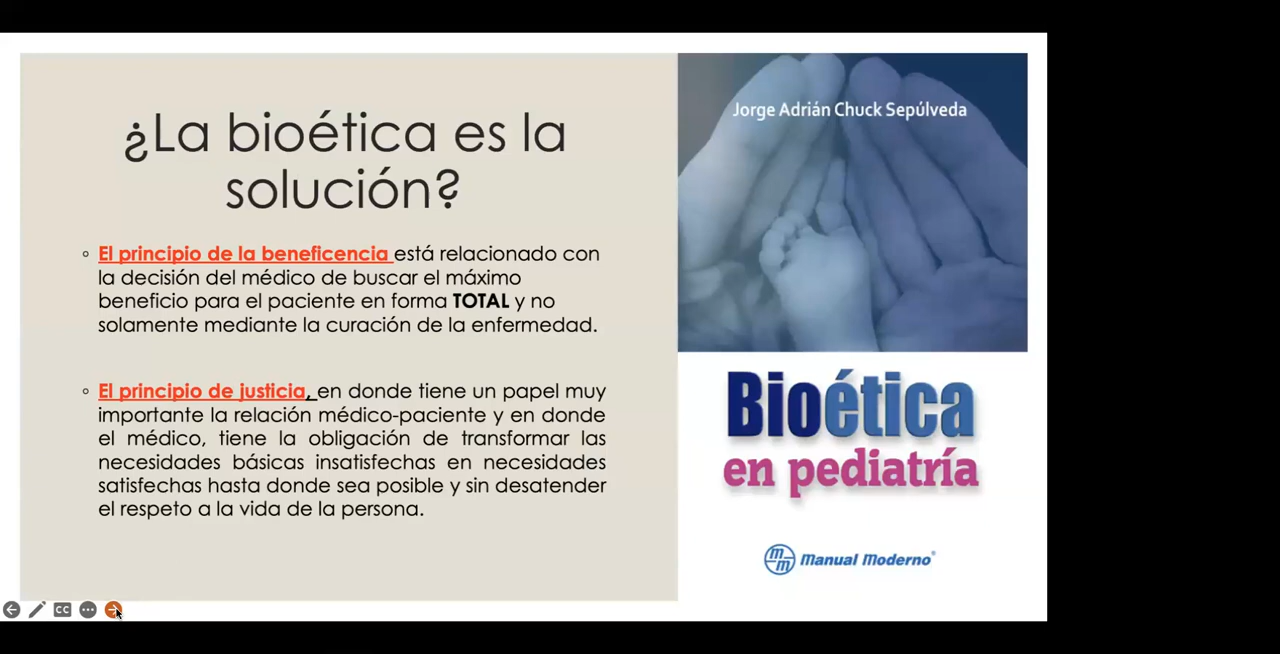 ¿La bioética es la
solución?
El principio de la beneficencia está relacionado con
la decisión del médico de buscar el máximo
beneficio para el paciente en forma TOTAL y no
solamente mediante la curación de la enfermedad.
El principio de justicia, en donde tiene un papel muy
importante la relación médico-paciente y en donde
el médico, tiene la obligación de transformar las
necesidades básicas insatisfechas en necesidades
satisfechas hasta donde sea posible y sin desatender
el respeto a la vida de la persona.
Jorge Adrián Chuck Sepúlveda
Bioética
en pediatría
mm Manual Moderno®
CC